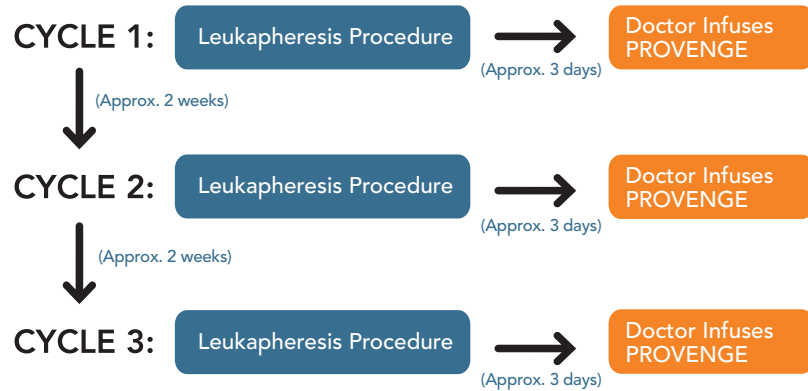 CYCLE 1:
Leukapheresis Procedure
(Approx. 3 days)
Doctor Infuses
PROVENGE
(Approx. 2 weeks)
CYCLE 2:
Leukapheresis Procedure
(Approx. 3 days)
Doctor Infuses
PROVENGE
(Approx. 2 weeks)
CYCLE 3:
Leukapheresis Procedure
(Approx. 3 days)
Doctor Infuses
PROVENGE